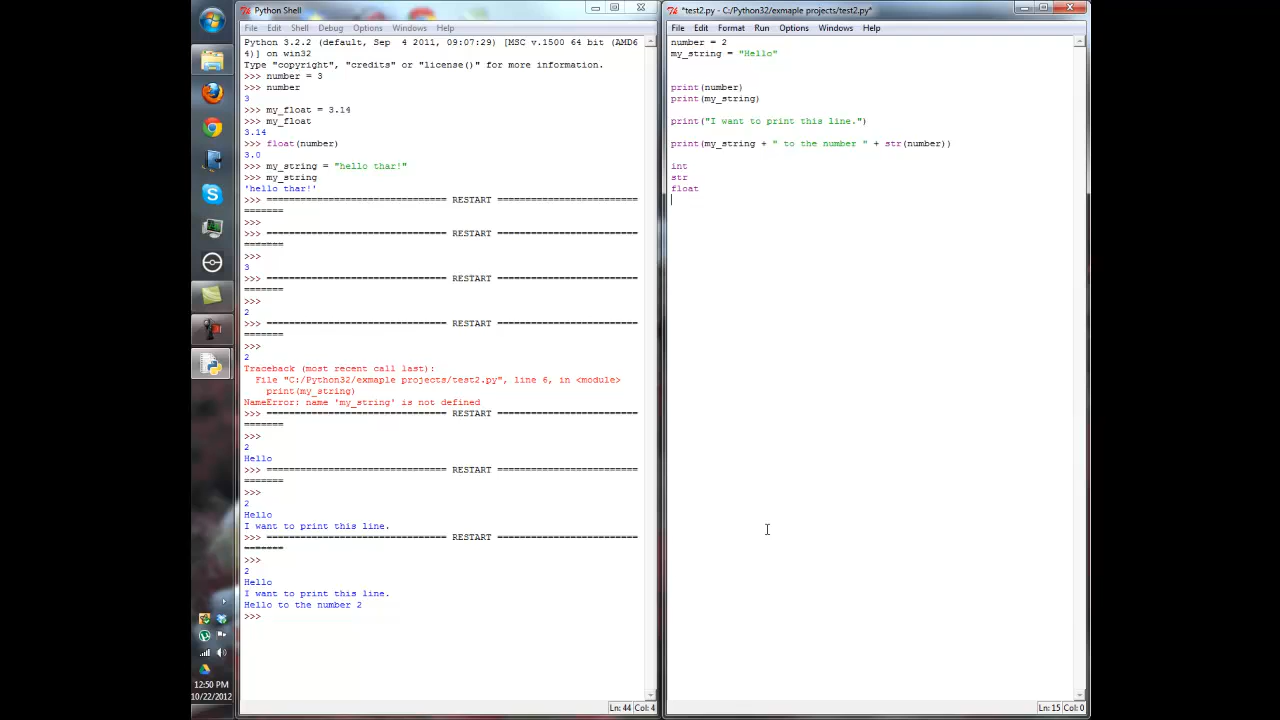 Python Shell
File Edit Shell Debug Options Windows Help
Python 3.2.2 (default, Sep  4 2011, 09:07:29) [MSC v.1500 64 bit (AMD6
4)] on win32
Type "copyright", "credits" or "license()" for more information.
>>> number = 3
>>> number
3
>>> my_float = 3.14
>>> my_float
3.14
>>> float(number)
3.0
>>> my_string = "hello thar!"
>>> my_string
'hello thar!'
>>> ================================ RESTART ================================
=======
>>>
>>> ================================ RESTART ================================
=======
>>>
3
>>> ================================ RESTART ================================
=======
>>>
2
>>> ================================ RESTART ================================
=======
>>>
2
Traceback (most recent call last):
  File "C:/Python32/exmaple projects/test2.py", line 6, in <module>
    print(my_string)
NameError: name 'my_string' is not defined
>>> ================================ RESTART ================================
=======
>>>
2
Hello
>>> ================================ RESTART ================================
=======
>>>
2
Hello
I want to print this line.
>>> ================================ RESTART ================================
=======
>>>
2
Hello
I want to print this line.
Hello to the number 2
>>>
Ln: 44 Col: 4
*test2.py - C:/Python32/exmaple projects/test2.py*
File Edit Format Run Options Windows Help
number = 2
my_string = "Hello"
print(number)
print(my_string)
print("I want to print this line.")
print(my_string + " to the number " + str(number))
int
str
float
Ln: 15 Col: 0
12:50 PM
10/22/2012